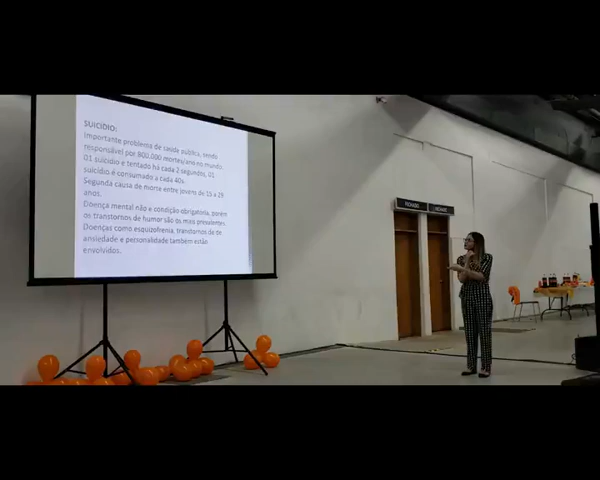 SUICÍDIO:
Importante problema de saúde pública, sendo
responsável por 800.000 mortes/ano no mundo.
01 suicídio é tentado há cada 2 segundos, 01
suicídio é consumado a cada 40s.
Segunda causa de morte entre jovens de 15 a 29
anos.
Doença mental não é condição obrigatória, porém
os transtornos de humor são os mais prevalentes.
Doenças como esquizofrenia, transtornos de de
ansiedade e personalidade também estão
envolvidos.